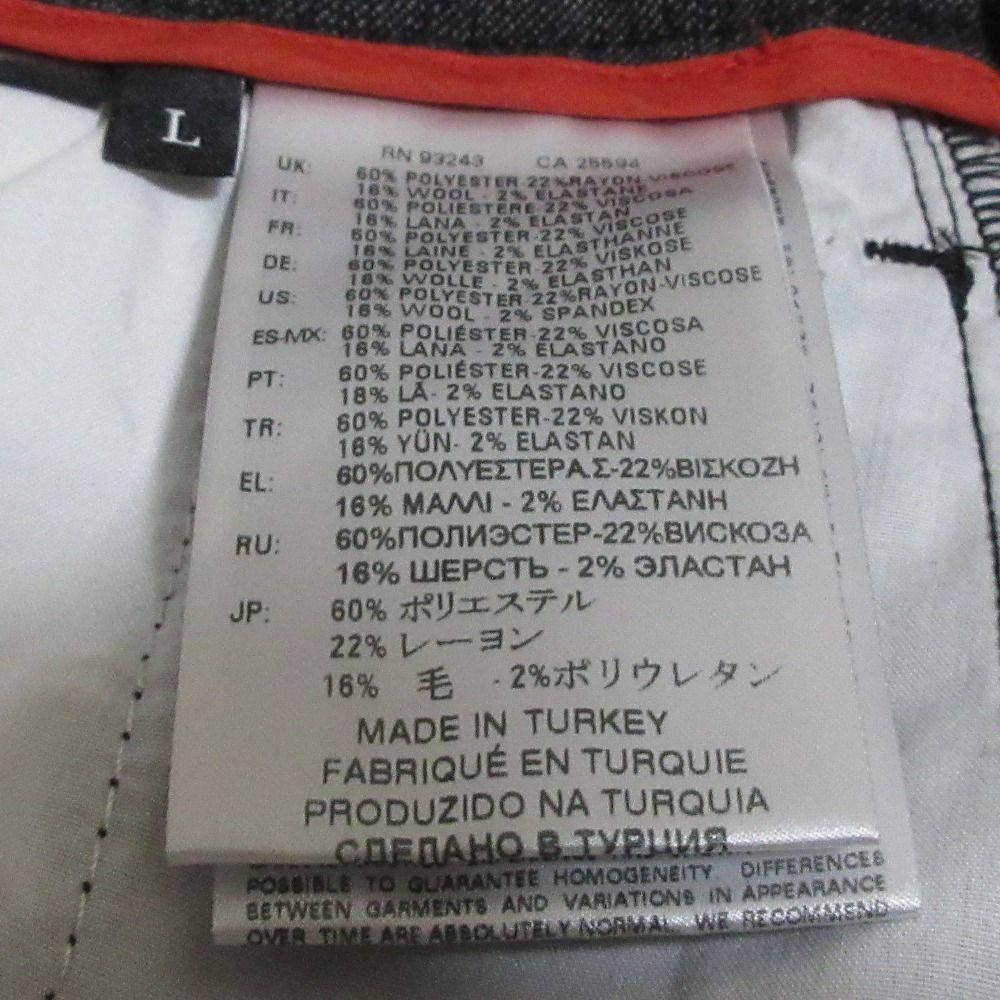 L
RN 93243 CA 25594
UK: 60% POLYESTER-22%RAYON-VISCOSE
16% WOOL - 2% ELASTANE
IT: 60% POLIESTERE-22% VISCOSA
16% LANA - 2% ELASTAN
FR: 60% POLYESTER-22% VISCOSE
16% LAINE - 2% ELASTHANNE
DE: 60% POLYESTER-22% VISKOSE
16% WOLLE - 2% ELASTHAN
US: 60% POLYESTER-22%RAYON-VISCOSE
16% WOOL - 2% SPANDEX
ES-MX: 60% POLIÉSTER-22% VISCOSA
16% LANA - 2% ELASTANO
PT: 60% POLIÉSTER-22% VISCOSE
18% LÃ- 2% ELASTANO
TR: 60% POLYESTER-22% VISKON
16% YÜN- 2% ELASTAN
EL: 60%ΠΟΛΥΕΣΤΕΡΑ.Σ-22%ΒΙΣΚΟΖΗ
16% ΜΑΛΛΙ - 2% ΕΛΑΣΤΑΝΗ
RU: 60%ПОЛИЭСТЕР-22%ВИСКОЗА
16% ШЕРСТЬ - 2% ЭЛАСТАН
JP: 60% ポリエステル
22% レーヨン
16% 毛 - 2%ポリウレタン
MADE IN TURKEY
FABRIQUÉ EN TURQUIE
PRODUZIDO NA TURQUIA
СДЕЛАНО В ТУРЦИЯ
POSSIBLE TO GUARANTEE HOMOGENEITY. DIFFERENCES
BETWEEN GARMENTS AND VARIATIONS IN APPEARANCE
OVER TIME ARE ABSOLUTELY NORMAL. WE RECOMMEND